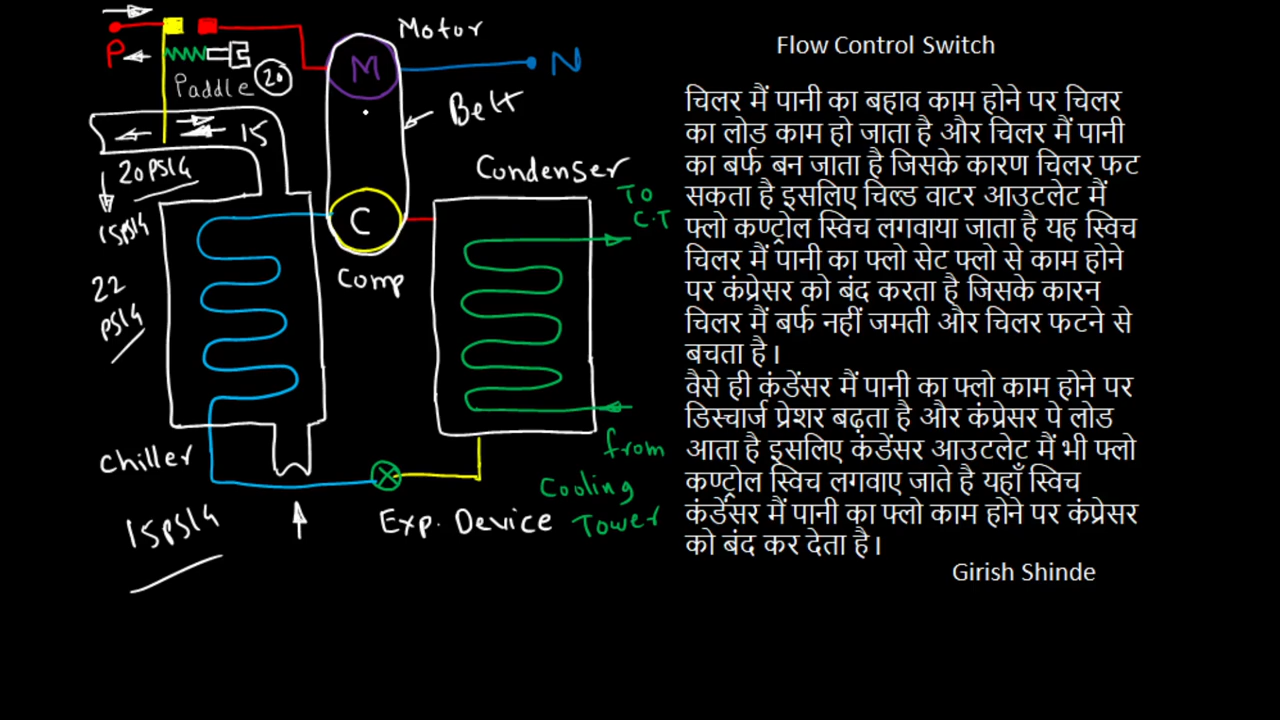 Motor
P
M
N
Paddle 20
Belt
15
20PSIG
Condenser
TO
C.T
15PSIG
C
Comp
22
PSIG
Chiller
from
Cooling
Tower
15PSIG
Exp. Device
Flow Control Switch
चिलर मैं पानी का बहाव काम होने पर चिलर
का लोड काम हो जाता है और चिलर मैं पानी
का बर्फ बन जाता है जिसके कारण चिलर फट
सकता है इसलिए चिल्ड वाटर आउटलेट मैं
फ्लो कण्ट्रोल स्विच लगवाया जाता है यह स्विच
चिलर मैं पानी का फ्लो सेट फ्लो से काम होने
पर कंप्रेसर को बंद करता है जिसके कारन
चिलर में बर्फ नहीं जमती और चिलर फटने से
बचता है।
वैसे ही कंडेंसर मैं पानी का फ्लो काम होने पर
डिस्चार्ज प्रेशर बढ़ता है और कंप्रेसर पे लोड
आता है इसलिए कंडेंसर आउटलेट मैं भी फ्लो
कण्ट्रोल स्विच लगवाए जाते है यहाँ स्विच
कंडेंसर मैं पानी का फ्लो काम होने पर कंप्रेसर
को बंद कर देता है।
Girish Shinde